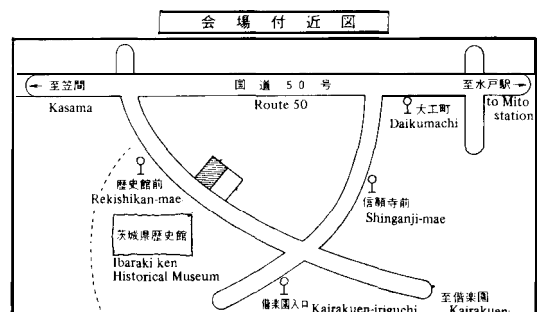 会場付近図
← 至笠間
Kasama
国道50号
Route 50
至水戸駅→
to Mito
station
大工町
Daikumachi
歴史館前
Rekishikan-mae
信願寺前
Shinganji-mae
茨城県歴史館
Ibaraki ken
Historical Museum
偕楽園入口 Kairakuen-iriguchi
至偕楽園
Kairakuen-